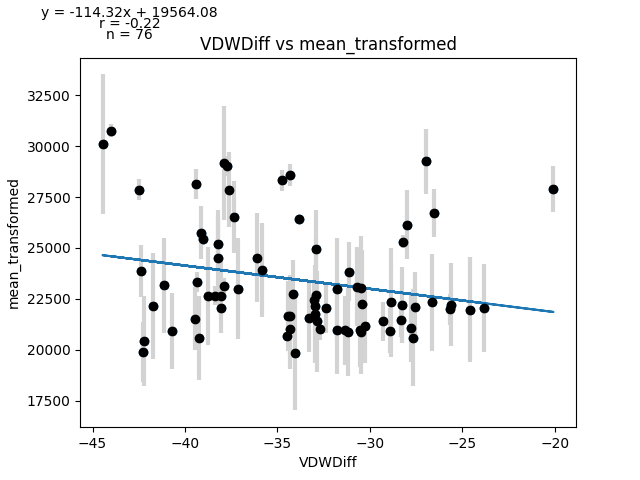 y = -114.32x + 19564.08
r = -0.22
n = 76
VDWDiff vs mean_transformed
mean_transformed
32500
30000
27500
25000
22500
20000
17500
−45
−40
−35
−30
−25
−20
VDWDiff